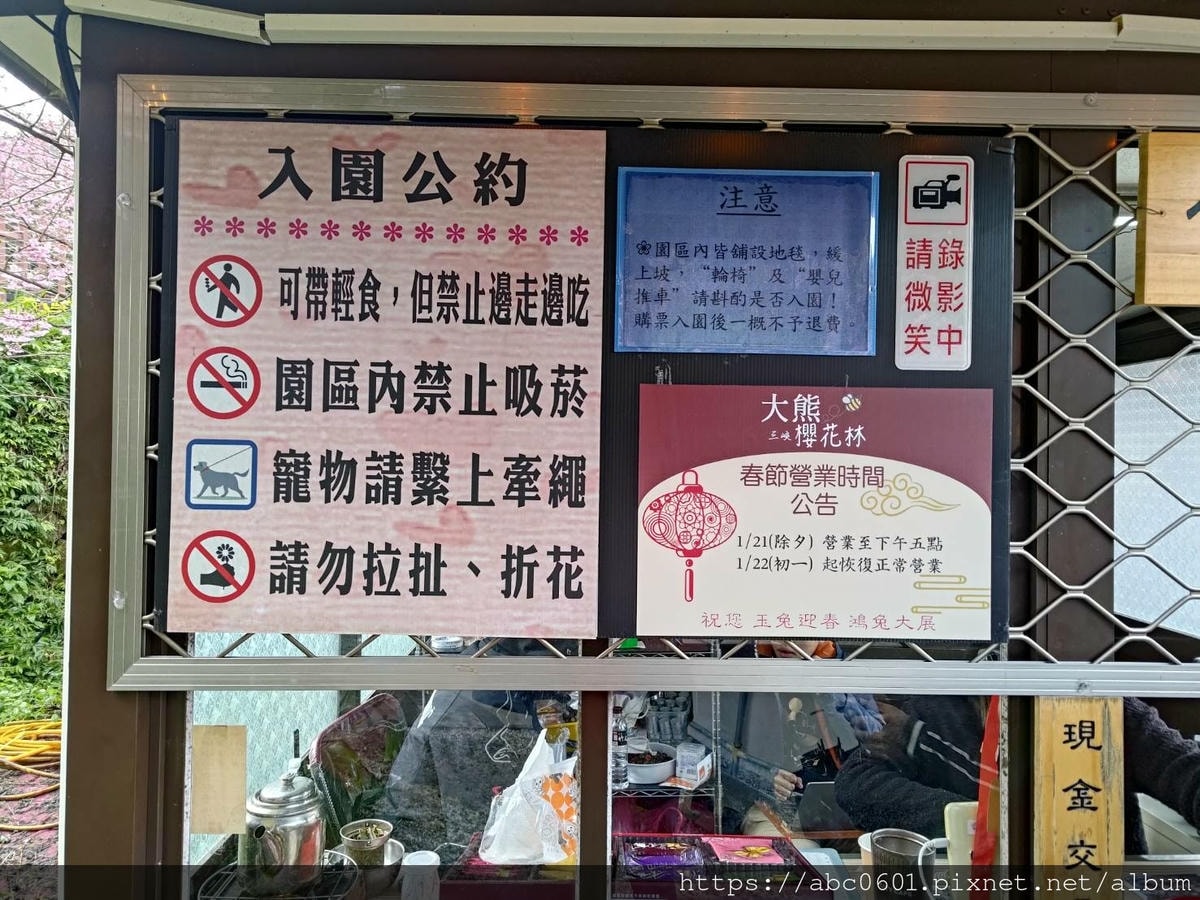 入園公約
可帶輕食，但禁止邊走邊吃
園區內禁止吸菸
寵物請繫上牽繩
請勿拉扯、折花
注意
園區內皆舖設地毯，緩
上坡，“輪椅”及“嬰兒
推車”請斟酌是否入園！
購票入園後一概不予退費。
錄影中
請微笑
大熊
三峽櫻花林
春節營業時間
公告
1/21(除夕) 營業至下午五點
1/22(初一) 起恢復正常營業
祝您 玉兔迎春 鴻兔大展
現金交
https://abc0601.pixnet.net/album